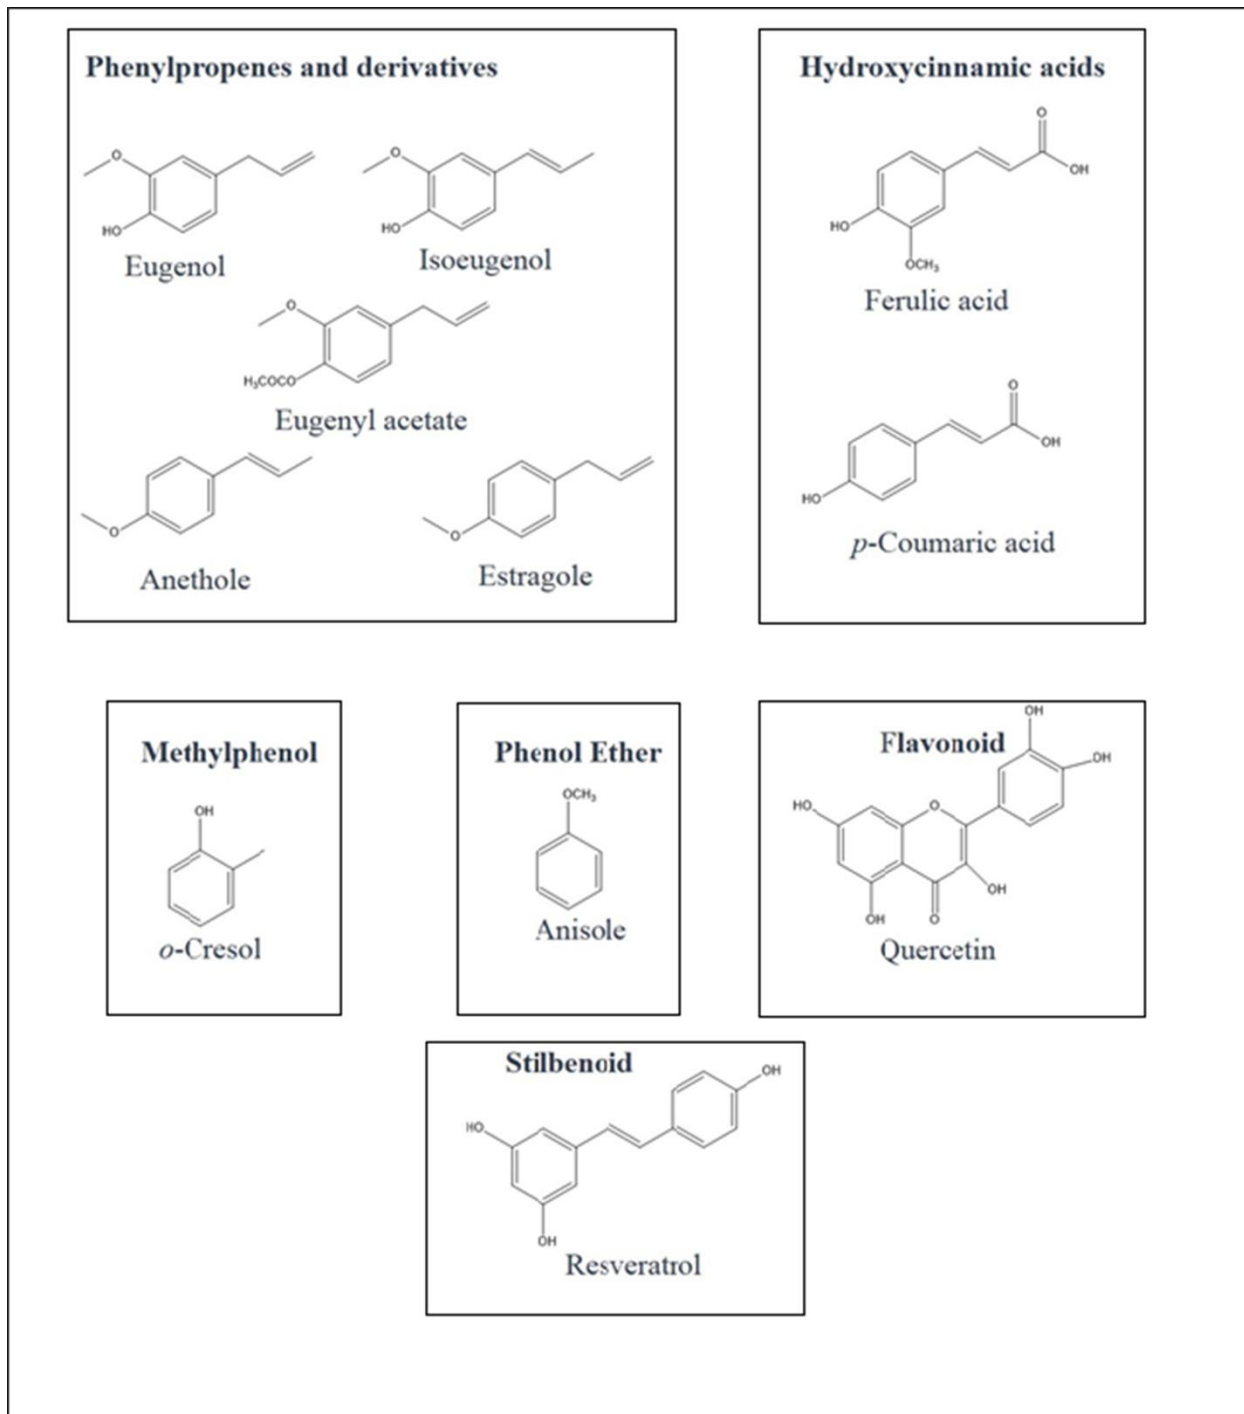 Phenylpropenes and derivatives
O
HO
Eugenol
O
HO
Isoeugenol
O
H₃COCO
Eugenyl acetate
O
Anethole
O
Estragole
Hydroxycinnamic acids
O
OH
HO
OCH₃
Ferulic acid
O
OH
HO
p-Coumaric acid
Methylphenol
OH
o-Cresol
Phenol Ether
OCH₃
Anisole
OH
Flavonoid
OH
HO
O
OH
OH
O
Quercetin
Stilbenoid
OH
HO
OH
Resveratrol